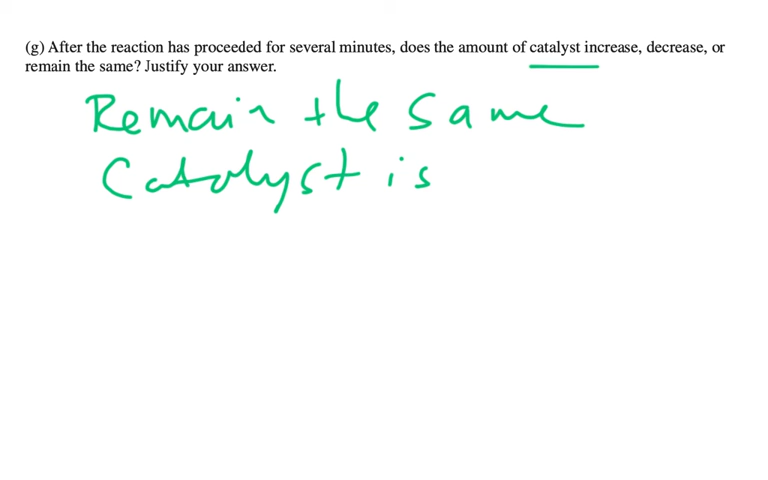 (g) After the reaction has proceeded for several minutes, does the amount of catalyst increase, decrease, or
remain the same? Justify your answer.
Remain the same
Catalyst is